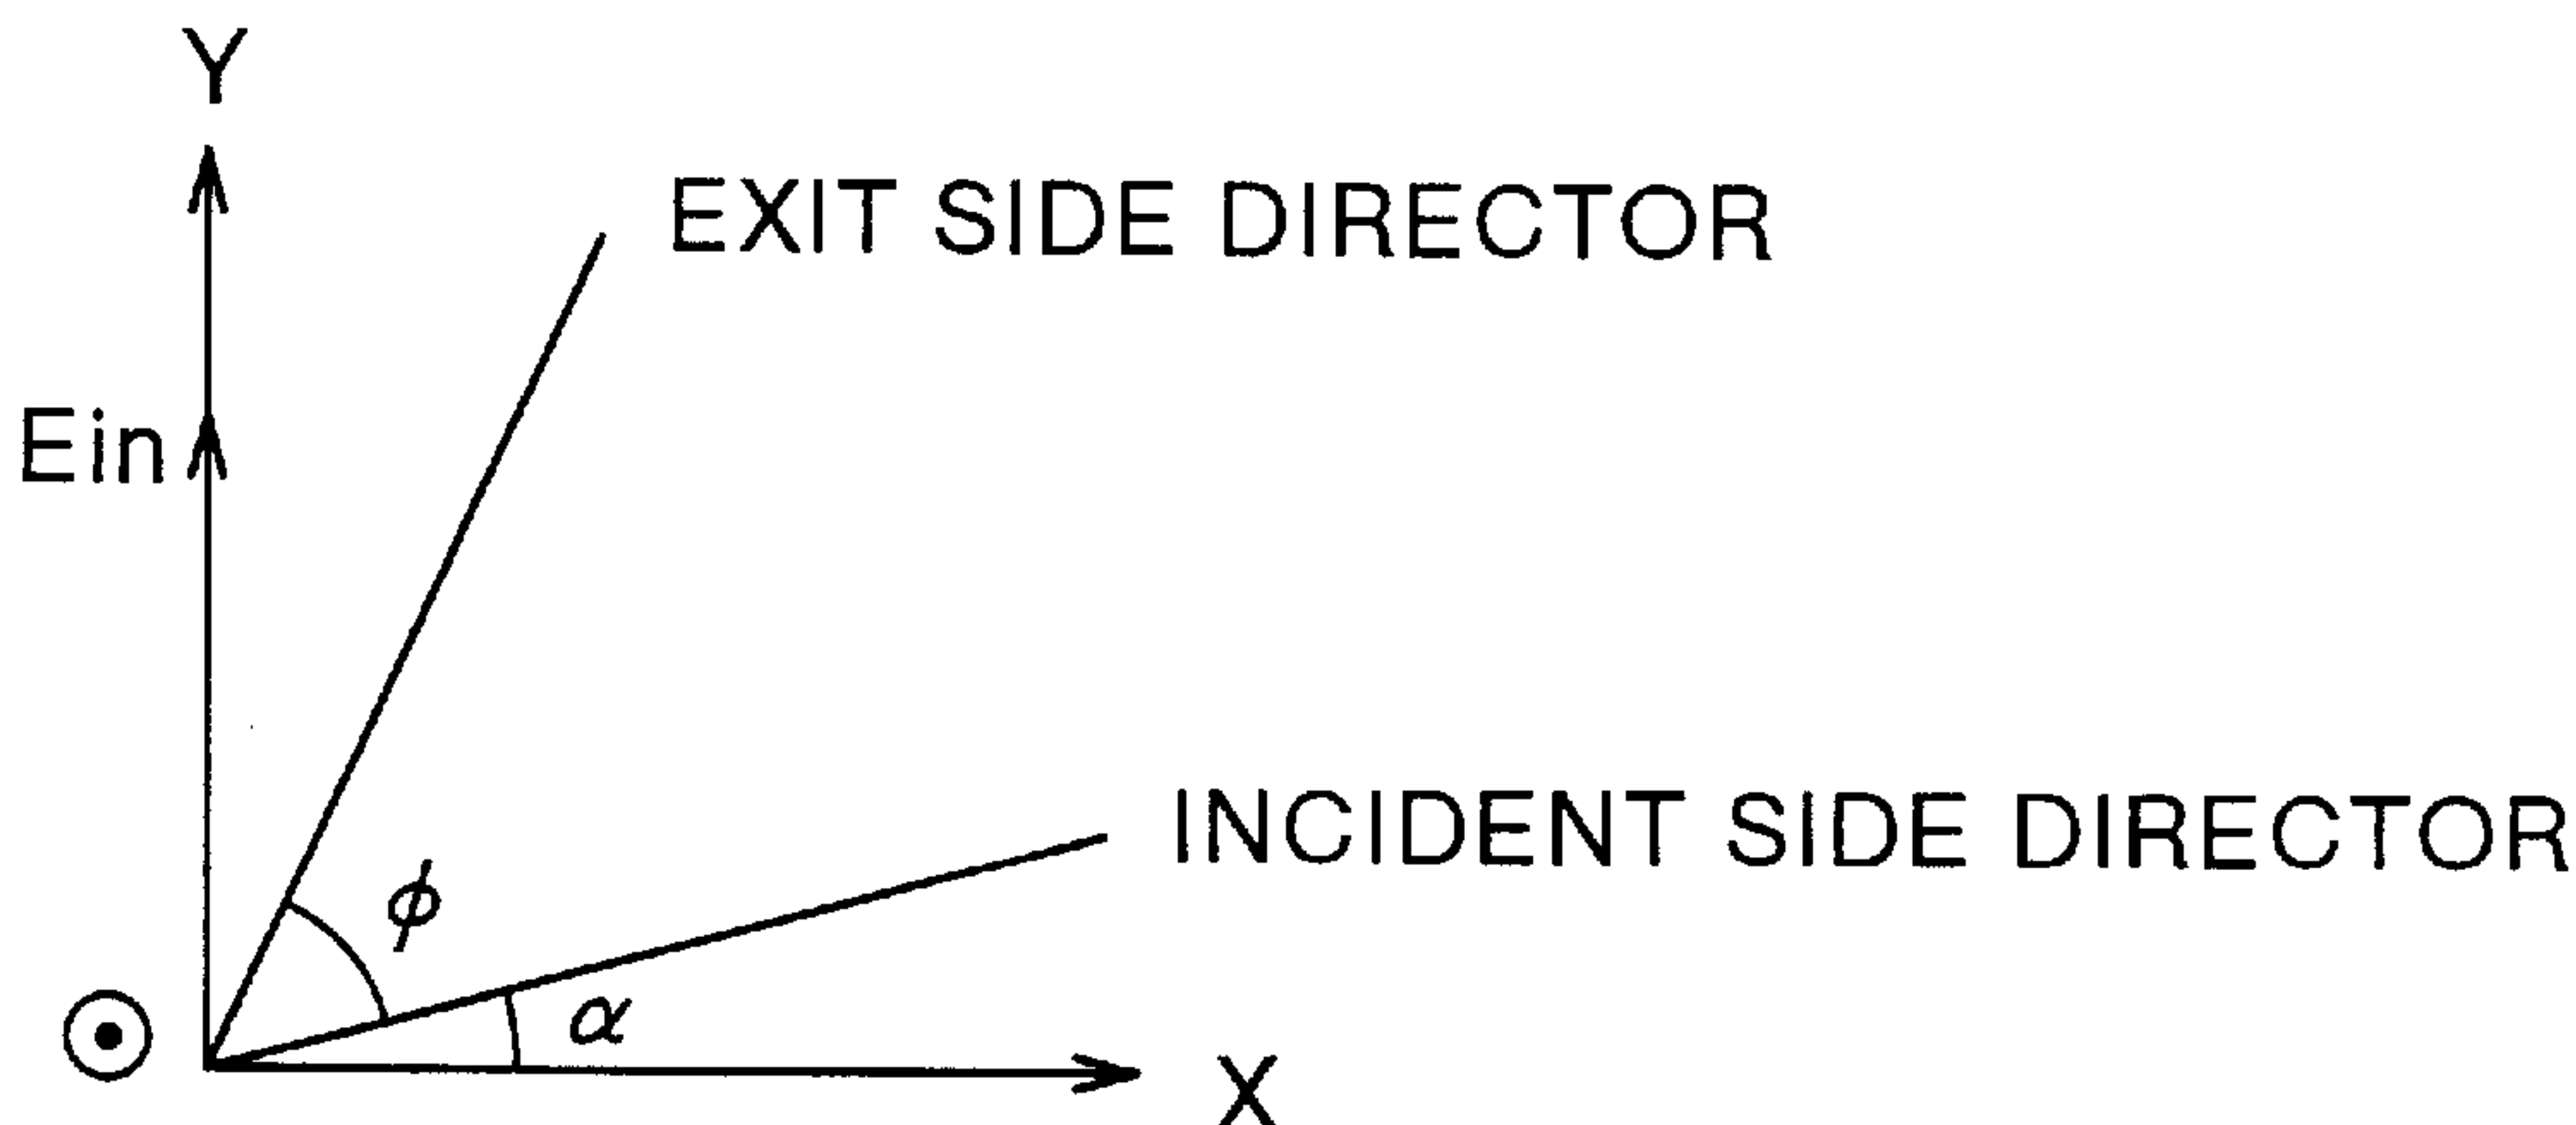 Y
EXIT SIDE DIRECTOR
Ein
INCIDENT SIDE DIRECTOR
ϕ
α
X